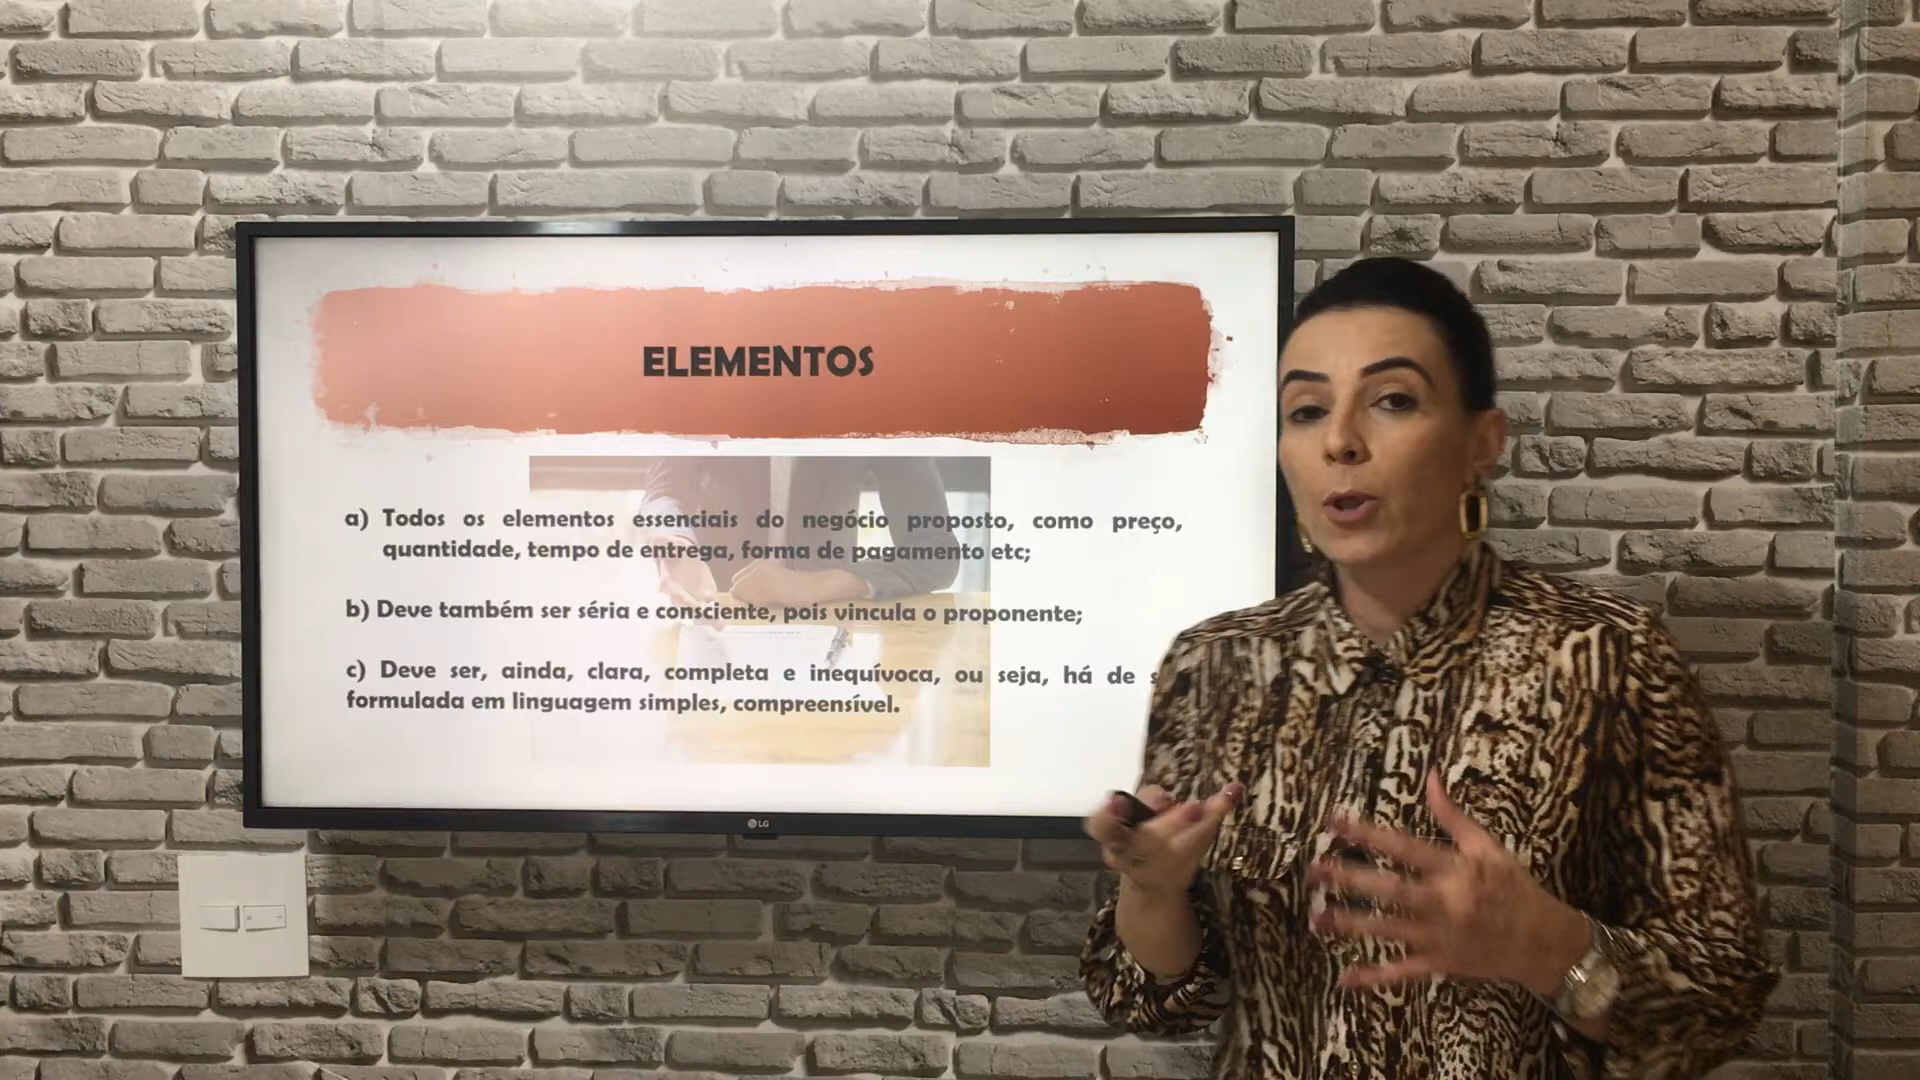 ELEMENTOS
a) Todos os elementos essenciais do negócio proposto, como preço,
quantidade, tempo de entrega, forma de pagamento etc;
b) Deve também ser séria e consciente, pois vincula o proponente;
c) Deve ser, ainda, clara, completa e inequívoca, ou seja, há de
formulada em linguagem simples, compreensível.
LG